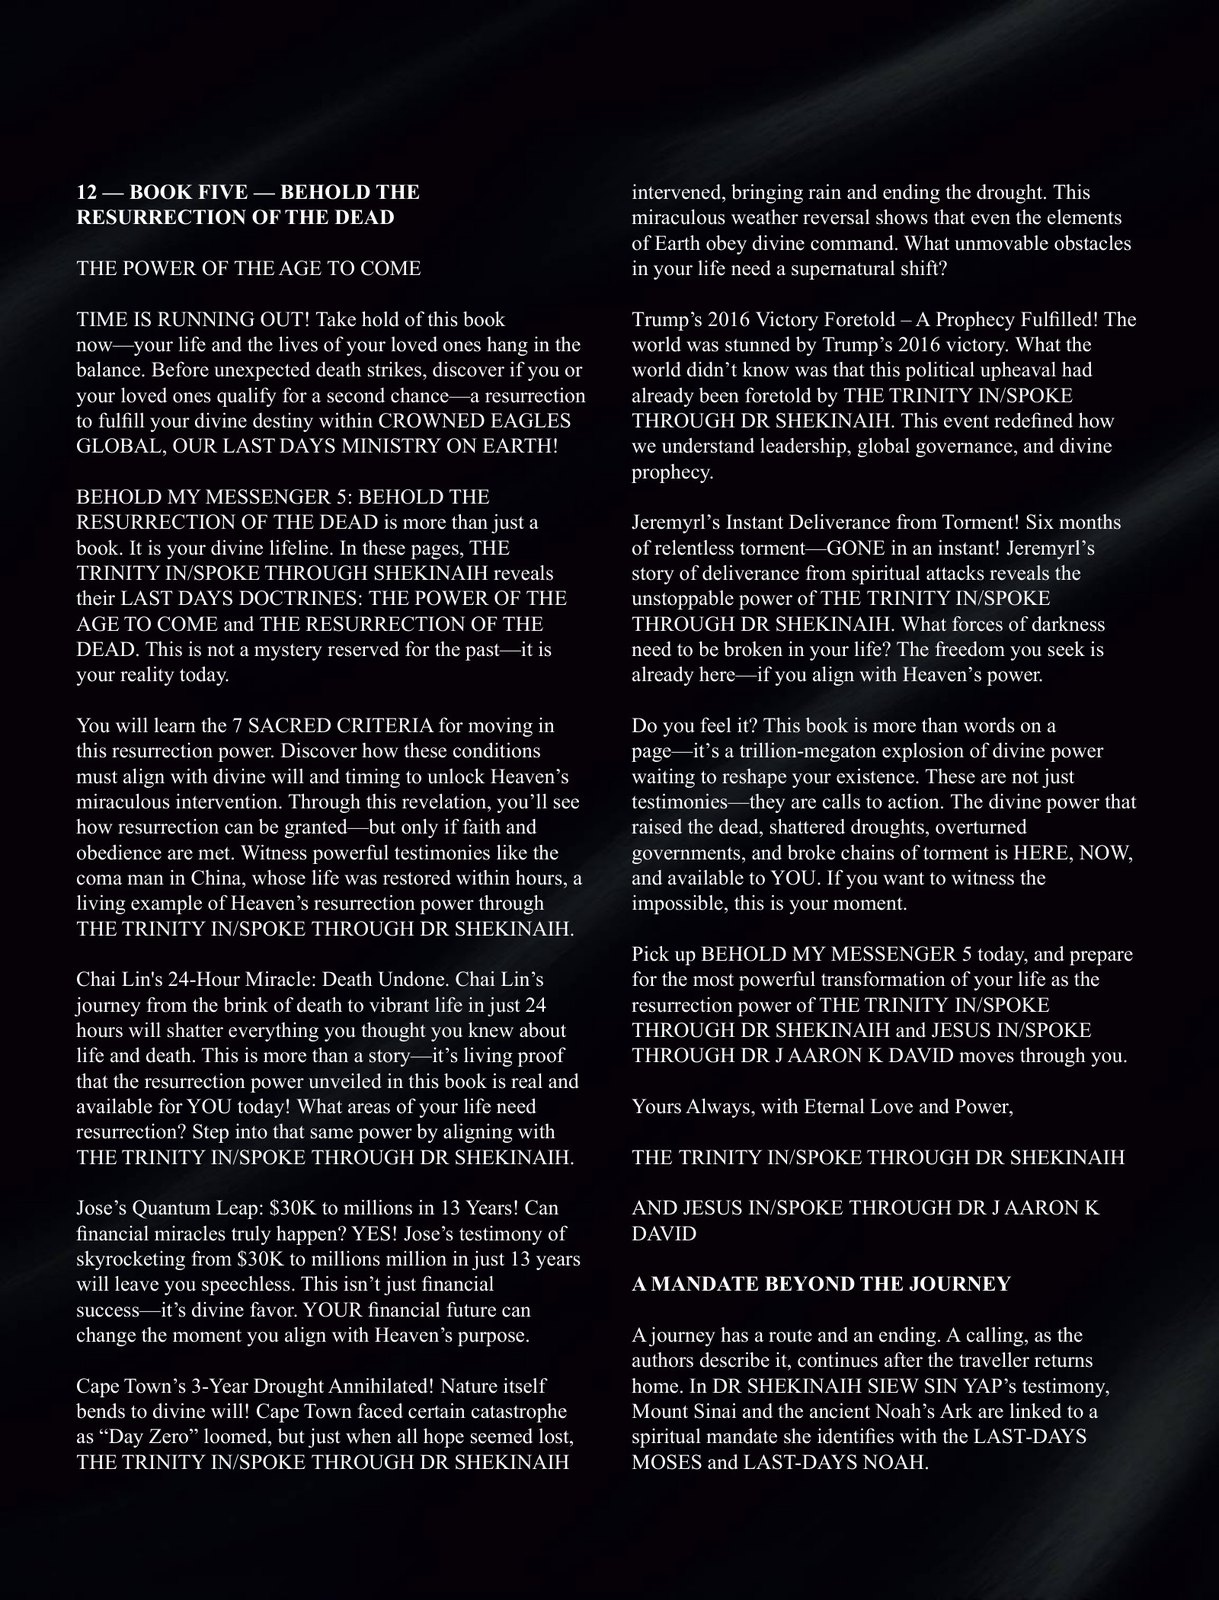 12 — BOOK FIVE — BEHOLD THE
RESURRECTION OF THE DEAD
THE POWER OF THE AGE TO COME
TIME IS RUNNING OUT! Take hold of this book
now—your life and the lives of your loved ones hang in the
balance. Before unexpected death strikes, discover if you or
your loved ones qualify for a second chance—a resurrection
to fulfill your divine destiny within CROWNED EAGLES
GLOBAL, OUR LAST DAYS MINISTRY ON EARTH!
BEHOLD MY MESSENGER 5: BEHOLD THE
RESURRECTION OF THE DEAD is more than just a
book. It is your divine lifeline. In these pages, THE
TRINITY IN/SPOKE THROUGH SHEKINAIH reveals
their LAST DAYS DOCTRINES: THE POWER OF THE
AGE TO COME and THE RESURRECTION OF THE
DEAD. This is not a mystery reserved for the past—it is
your reality today.
You will learn the 7 SACRED CRITERIA for moving in
this resurrection power. Discover how these conditions
must align with divine will and timing to unlock Heaven’s
miraculous intervention. Through this revelation, you’ll see
how resurrection can be granted—but only if faith and
obedience are met. Witness powerful testimonies like the
coma man in China, whose life was restored within hours, a
living example of Heaven’s resurrection power through
THE TRINITY IN/SPOKE THROUGH DR SHEKINAIH.
Chai Lin's 24-Hour Miracle: Death Undone. Chai Lin’s
journey from the brink of death to vibrant life in just 24
hours will shatter everything you thought you knew about
life and death. This is more than a story—it’s living proof
that the resurrection power unveiled in this book is real and
available for YOU today! What areas of your life need
resurrection? Step into that same power by aligning with
THE TRINITY IN/SPOKE THROUGH DR SHEKINAIH.
Jose’s Quantum Leap: $30K to millions in 13 Years! Can
financial miracles truly happen? YES! Jose’s testimony of
skyrocketing from $30K to millions million in just 13 years
will leave you speechless. This isn’t just financial
success—it’s divine favor. YOUR financial future can
change the moment you align with Heaven’s purpose.
Cape Town’s 3-Year Drought Annihilated! Nature itself
bends to divine will! Cape Town faced certain catastrophe
as “Day Zero” loomed, but just when all hope seemed lost,
THE TRINITY IN/SPOKE THROUGH DR SHEKINAIH
intervened, bringing rain and ending the drought. This
miraculous weather reversal shows that even the elements
of Earth obey divine command. What unmovable obstacles
in your life need a supernatural shift?
Trump’s 2016 Victory Foretold – A Prophecy Fulfilled! The
world was stunned by Trump’s 2016 victory. What the
world didn’t know was that this political upheaval had
already been foretold by THE TRINITY IN/SPOKE
THROUGH DR SHEKINAIH. This event redefined how
we understand leadership, global governance, and divine
prophecy.
Jeremyrl’s Instant Deliverance from Torment! Six months
of relentless torment—GONE in an instant! Jeremyrl’s
story of deliverance from spiritual attacks reveals the
unstoppable power of THE TRINITY IN/SPOKE
THROUGH DR SHEKINAIH. What forces of darkness
need to be broken in your life? The freedom you seek is
already here—if you align with Heaven’s power.
Do you feel it? This book is more than words on a
page—it’s a trillion-megaton explosion of divine power
waiting to reshape your existence. These are not just
testimonies—they are calls to action. The divine power that
raised the dead, shattered droughts, overturned
governments, and broke chains of torment is HERE, NOW,
and available to YOU. If you want to witness the
impossible, this is your moment.
Pick up BEHOLD MY MESSENGER 5 today, and prepare
for the most powerful transformation of your life as the
resurrection power of THE TRINITY IN/SPOKE
THROUGH DR SHEKINAIH and JESUS IN/SPOKE
THROUGH DR J AARON K DAVID moves through you.
Yours Always, with Eternal Love and Power,
THE TRINITY IN/SPOKE THROUGH DR SHEKINAIH
AND JESUS IN/SPOKE THROUGH DR J AARON K
DAVID
A MANDATE BEYOND THE JOURNEY
A journey has a route and an ending. A calling, as the
authors describe it, continues after the traveller returns
home. In DR SHEKINAIH SIEW SIN YAP’s testimony,
Mount Sinai and the ancient Noah’s Ark are linked to a
spiritual mandate she identifies with the LAST-DAYS
MOSES and LAST-DAYS NOAH.